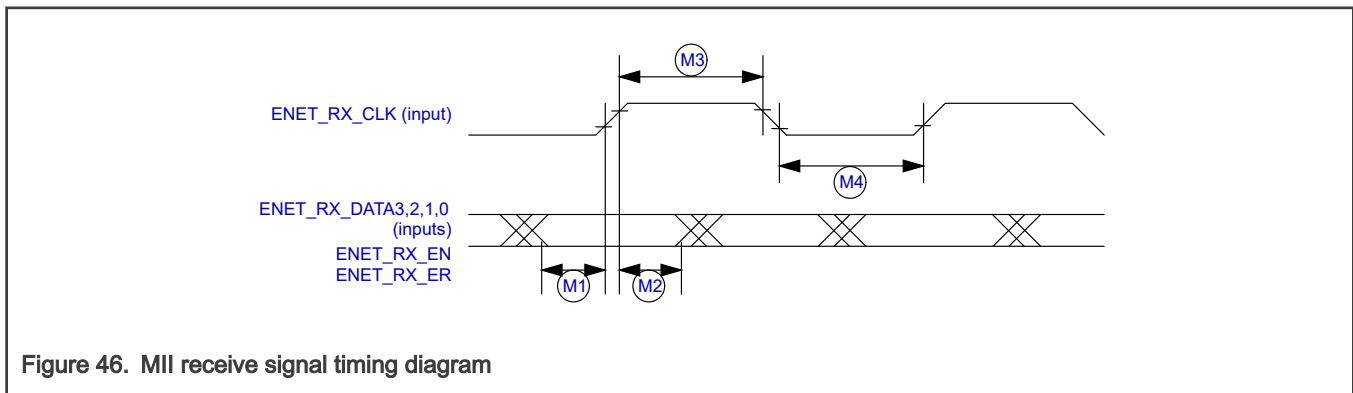 M3
ENET_RX_CLK (input)
M4
ENET_RX_DATA3,2,1,0
(inputs)
ENET_RX_EN
ENET_RX_ER
M1
M2
Figure 46. MII receive signal timing diagram